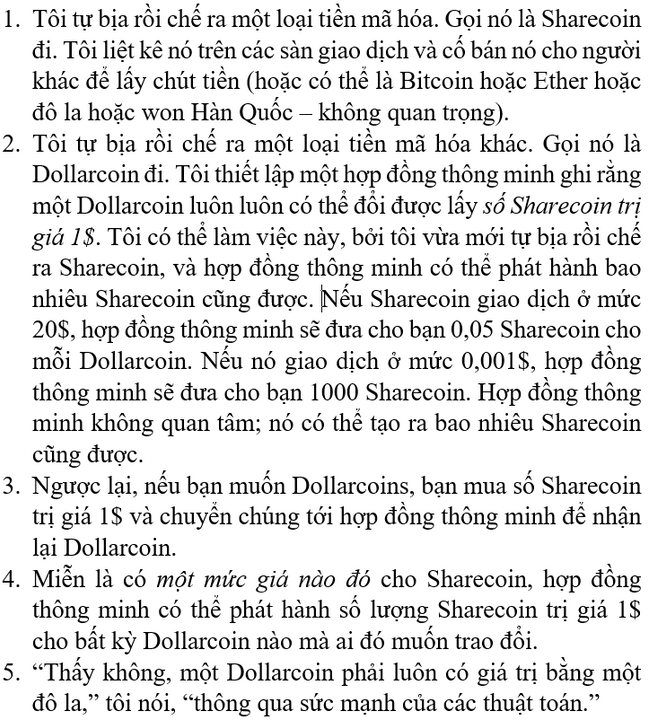 1. Tôi tự bịa rồi chế ra một loại tiền mã hóa. Gọi nó là Sharecoin
đi. Tôi liệt kê nó trên các sàn giao dịch và cố bán nó cho người
khác để lấy chút tiền (hoặc có thể là Bitcoin hoặc Ether hoặc
đô la hoặc won Hàn Quốc – không quan trọng).
2. Tôi tự bịa rồi chế ra một loại tiền mã hóa khác. Gọi nó là
Dollarcoin đi. Tôi thiết lập một hợp đồng thông minh ghi rằng
một Dollarcoin luôn luôn có thể đổi được lấy số Sharecoin trị
giá 1$. Tôi có thể làm việc này, bởi tôi vừa mới tự bịa rồi chế
ra Sharecoin, và hợp đồng thông minh có thể phát hành bao
nhiêu Sharecoin cũng được. Nếu Sharecoin giao dịch ở mức
20$, hợp đồng thông minh sẽ đưa cho bạn 0,05 Sharecoin cho
mỗi Dollarcoin. Nếu nó giao dịch ở mức 0,001$, hợp đồng
thông minh sẽ đưa cho bạn 1000 Sharecoin. Hợp đồng thông
minh không quan tâm; nó có thể tạo ra bao nhiêu Sharecoin
cũng được.
3. Ngược lại, nếu bạn muốn Dollarcoins, bạn mua số Sharecoin
trị giá 1$ và chuyển chúng tới hợp đồng thông minh để nhận
lại Dollarcoin.
4. Miễn là có một mức giá nào đó cho Sharecoin, hợp đồng
thông minh có thể phát hành số lượng Sharecoin trị giá 1$
cho bất kỳ Dollarcoin nào mà ai đó muốn trao đổi.
5. “Thấy không, một Dollarcoin phải luôn có giá trị bằng một
đô la,” tôi nói, “thông qua sức mạnh của các thuật toán.”